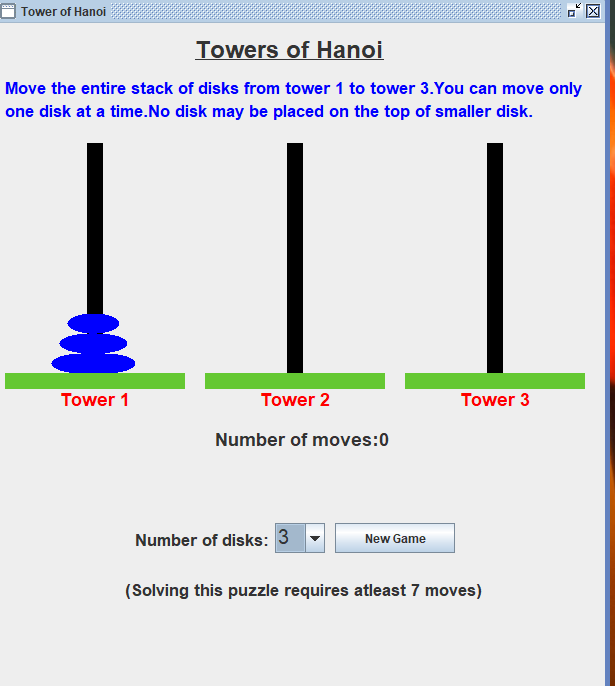 Tower of Hanoi
Towers of Hanoi
Move the entire stack of disks from tower 1 to tower 3.You can move only
one disk at a time.No disk may be placed on the top of smaller disk.
Tower 1 Tower 2 Tower 3
Number of moves:0
Number of disks: 3 New Game
(Solving this puzzle requires atleast 7 moves)